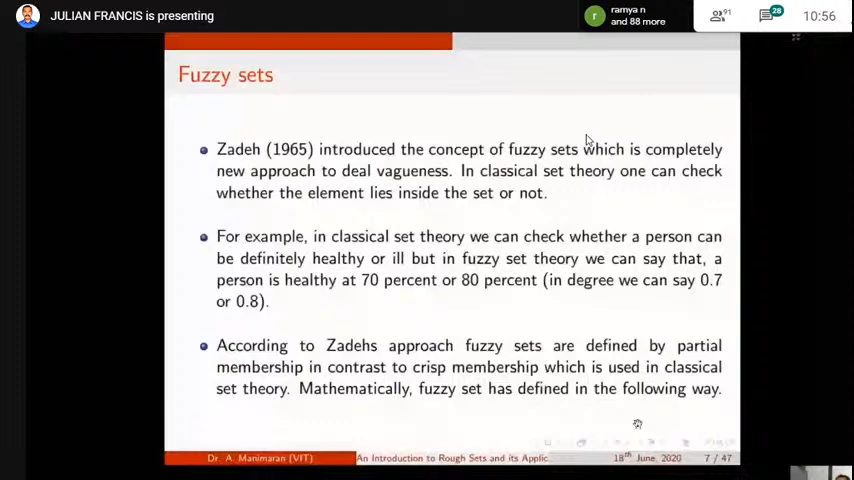 JULIAN FRANCIS is presenting
ramya n
and 88 more
91
28
10:56
Fuzzy sets
Zadeh (1965) introduced the concept of fuzzy sets which is completely
new approach to deal vagueness. In classical set theory one can check
whether the element lies inside the set or not.
For example, in classical set theory we can check whether a person can
be definitely healthy or ill but in fuzzy set theory we can say that, a
person is healthy at 70 percent or 80 percent (in degree we can say 0.7
or 0.8).
According to Zadehs approach fuzzy sets are defined by partial
membership in contrast to crisp membership which is used in classical
set theory. Mathematically, fuzzy set has defined in the following way.
Dr. A. Manimaran (VIT) An Introduction to Rough Sets and its Applic 18th June, 2020 7 / 47